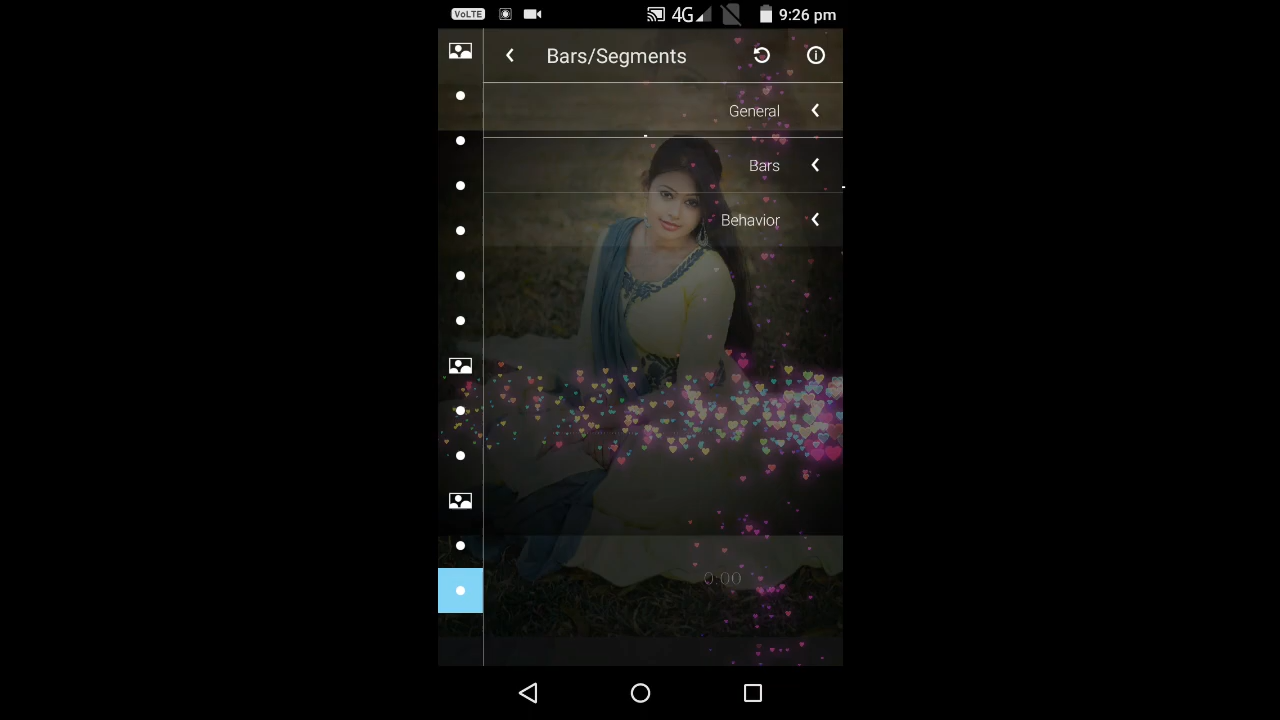 VoLTE 4G 9:26 pm
Bars/Segments
General
Bars
Behavior
0:00